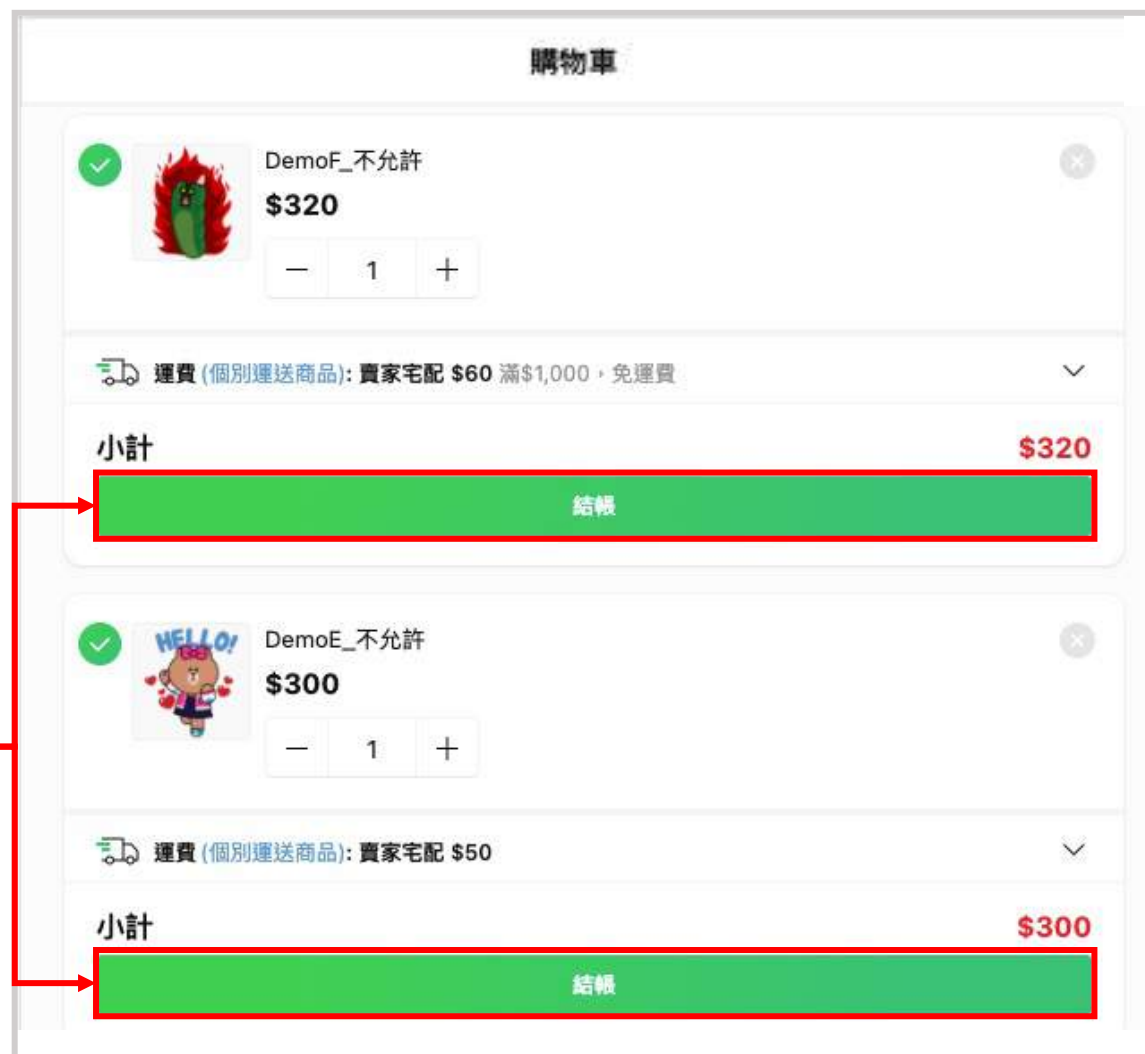 購物車
DemoF_不允許
$320
— 1 +
運費 (個別運送商品): 賣家宅配 $60 滿$1,000，免運費
小計 $320
結帳
HELLO!
DemoE_不允許
$300
— 1 +
運費 (個別運送商品): 賣家宅配 $50
小計 $300
結帳